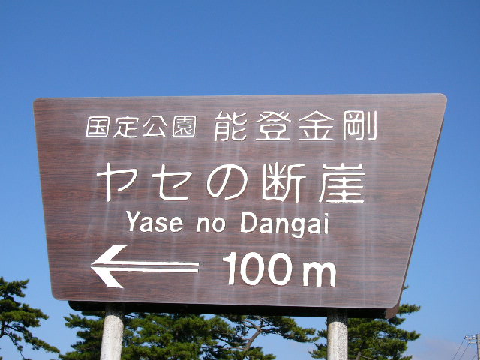 国定公園 能登金剛
ヤセの断崖
Yase no Dangai
← 100m